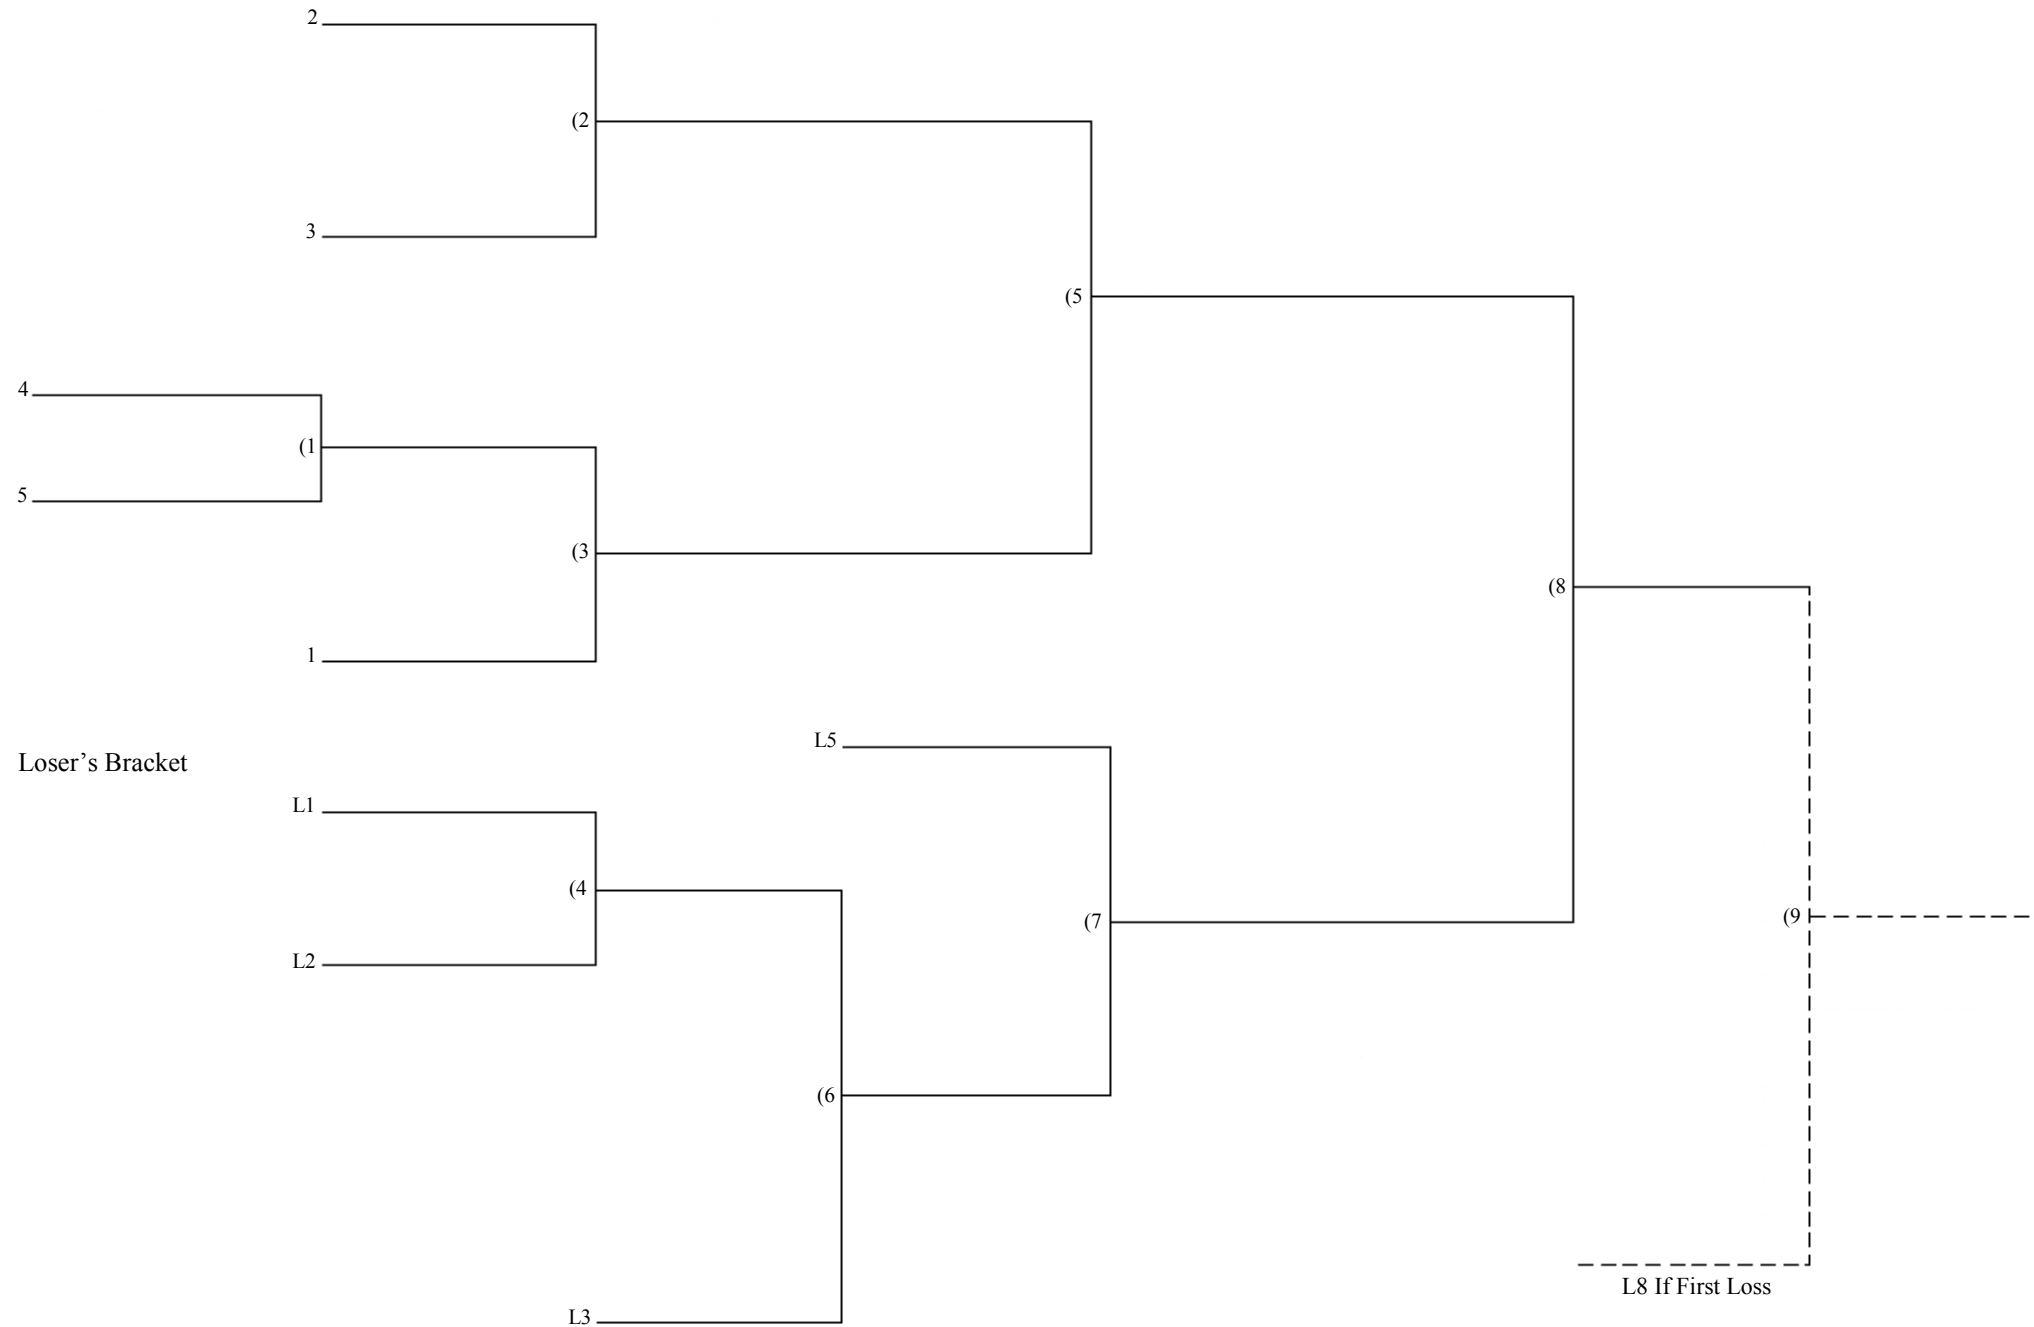 2
(2
3
(5
4
(1
5
(3
(8
1
L5
Loser’s Bracket
L1
(4
(7
(9
L2
(6
L8 If First Loss
L3